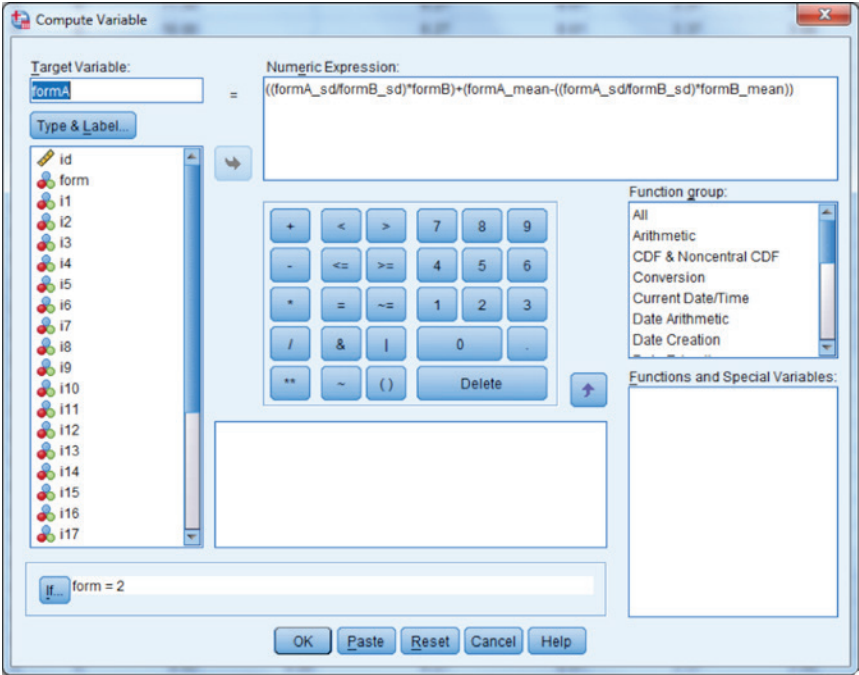 Compute Variable
Target Variable:
formA
=
Numeric Expression:
((formA_sd/formB_sd)*formB)+(formA_mean-((formA_sd/formB_sd)*formB_mean))
Type & Label...
id
form
i1
i2
i3
i4
i5
i6
i7
i8
i9
i10
i11
i12
i13
i14
i15
i16
i17
+ < > 7 8 9
- <= >= 4 5 6
* = ~= 1 2 3
/ & | 0 .
** ~ ( ) Delete
Function group:
All
Arithmetic
CDF & Noncentral CDF
Conversion
Current Date/Time
Date Arithmetic
Date Creation
Functions and Special Variables:
If... form = 2
OK Paste Reset Cancel Help